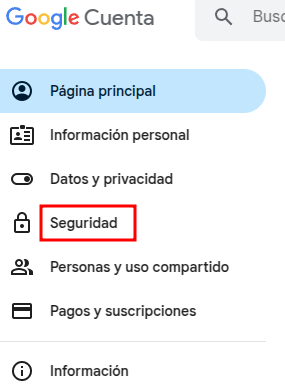 Google Cuenta
Busc
Página principal
Información personal
Datos y privacidad
Seguridad
Personas y uso compartido
Pagos y suscripciones
Información